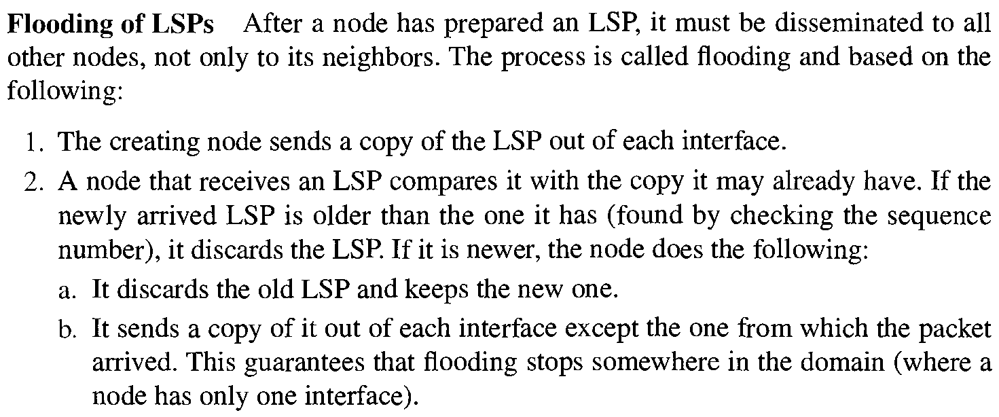 Flooding of LSPs After a node has prepared an LSP, it must be disseminated to all
other nodes, not only to its neighbors. The process is called flooding and based on the
following:
1. The creating node sends a copy of the LSP out of each interface.
2. A node that receives an LSP compares it with the copy it may already have. If the
newly arrived LSP is older than the one it has (found by checking the sequence
number), it discards the LSP. If it is newer, the node does the following:
a. It discards the old LSP and keeps the new one.
b. It sends a copy of it out of each interface except the one from which the packet
arrived. This guarantees that flooding stops somewhere in the domain (where a
node has only one interface).